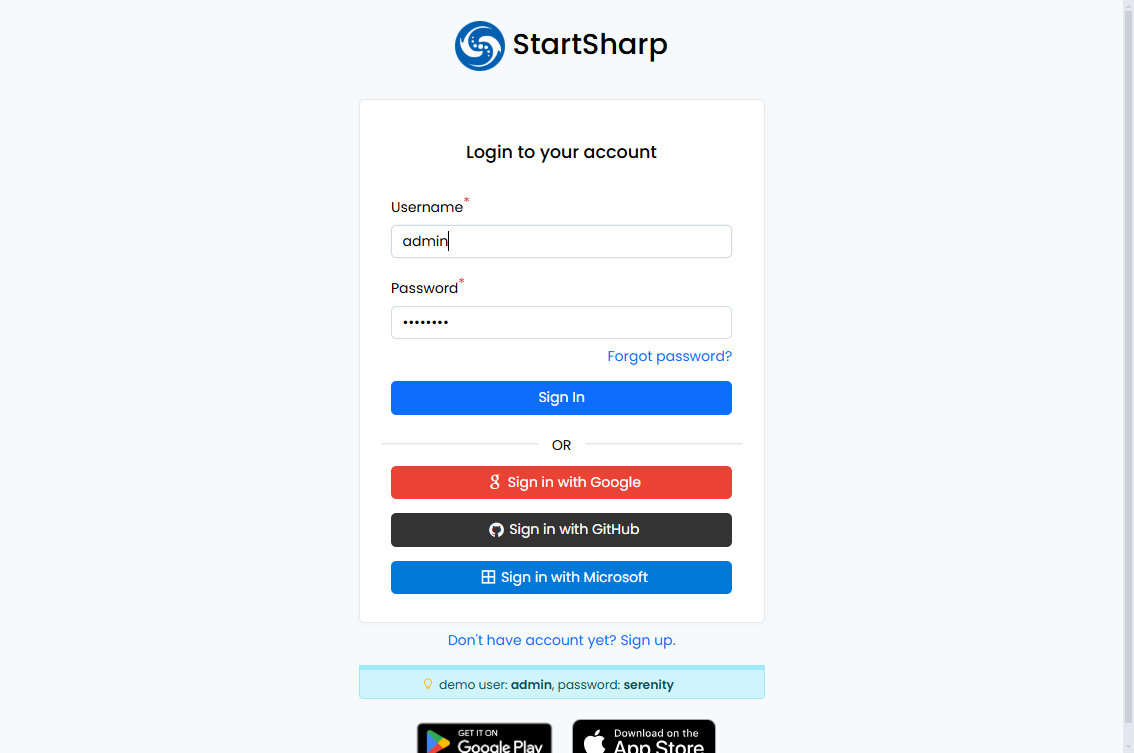 StartSharp
Login to your account
Username*
admin
Password*
••••••••
Forgot password?
Sign In
OR
Sign in with Google
Sign in with GitHub
Sign in with Microsoft
Don't have account yet? Sign up.
demo user: admin, password: serenity
GET IT ON
Google Play
Download on the
App Store